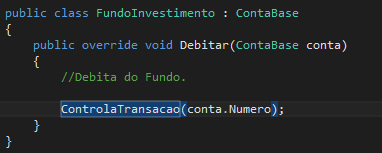 public class FundoInvestimento : ContaBase
{
    public override void Debitar(ContaBase conta)
    {
        //Debita do Fundo.
        ControlaTransacao(conta.Numero);
    }
}